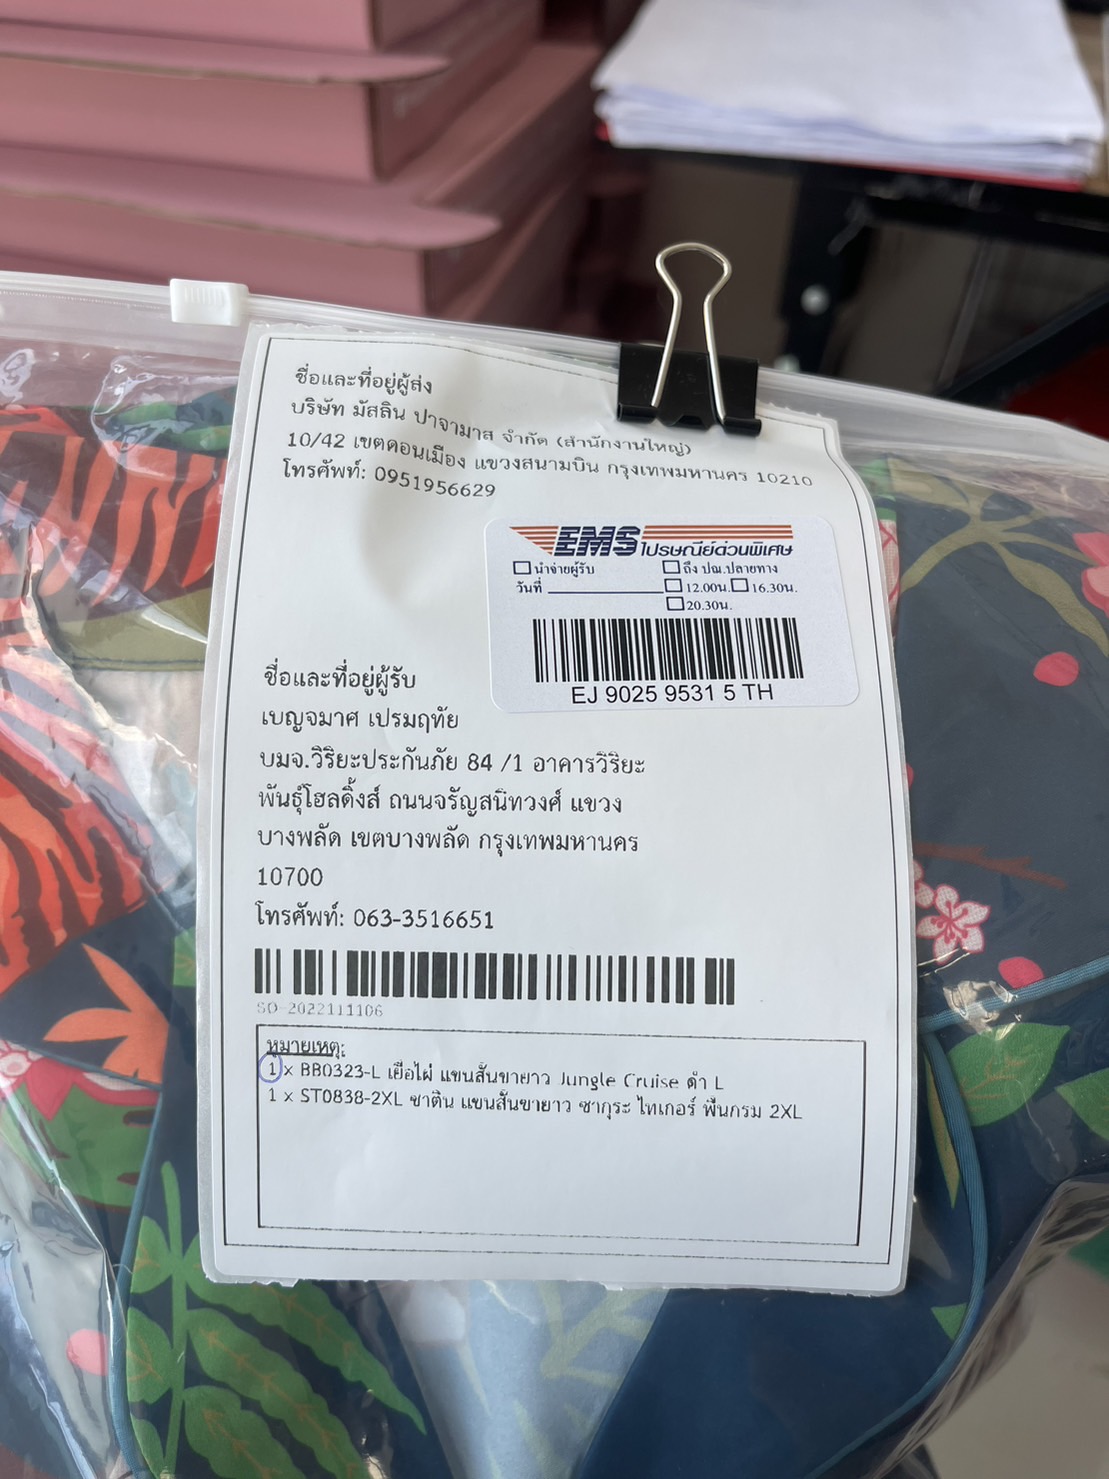 ชื่อและที่อยู่ผู้ส่ง
บริษัท มัสลิน ปาจามาส จำกัด (สำนักงานใหญ่)
10/42 เขตดอนเมือง แขวงสนามบิน กรุงเทพมหานคร 10210
โทรศัพท์: 0951956629
EMS ไปรษณีย์ด่วนพิเศษ
นำจ่ายผู้รับ ถึง ปณ.ปลายทาง
วันที่ 12.00น. 16.30น.
20.30น.
EJ 9025 9531 5 TH
ชื่อและที่อยู่ผู้รับ
เบญจมาศ เปรมฤทัย
บมจ.วิริยะประกันภัย 84 /1 อาคารวิริยะ
พันธุ์โฮลดิ้งส์ ถนนจรัญสนิทวงศ์ แขวง
บางพลัด เขตบางพลัด กรุงเทพมหานคร
10700
โทรศัพท์: 063-3516651
SO-2022111106
หมายเหตุ:
1 x BB0323-L เยื่อไผ่ แขนสั้นขายาว Jungle Cruise ดำ L
1 x ST0838-2XL ซาติน แขนสั้นขายาว ซากุระ ไทเกอร์ พื้นกรม 2XL